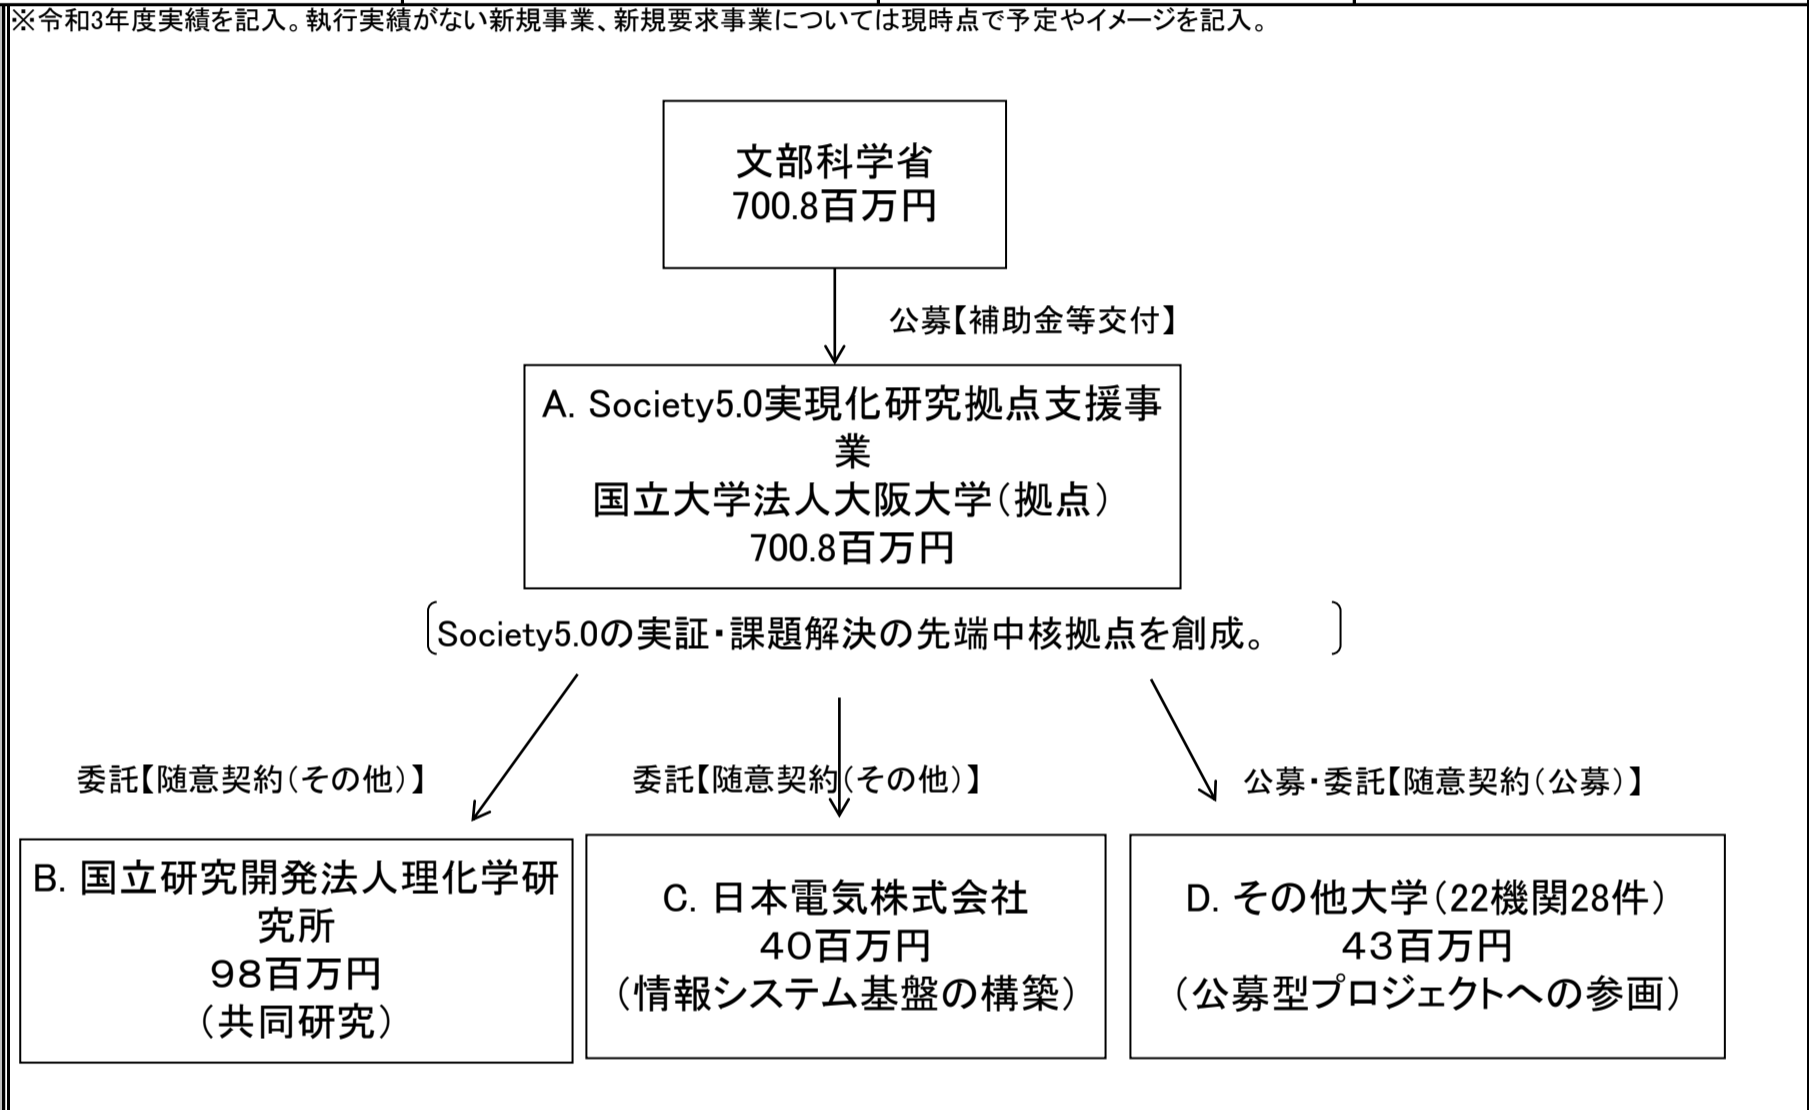 ※令和3年度実績を記入。執行実績がない新規事業、新規要求事業については現時点で予定やイメージを記入。
文部科学省
700.8百万円
公募【補助金等交付】
A. Society5.0実現化研究拠点支援事
業
国立大学法人大阪大学（拠点）
700.8百万円
Society5.0の実証・課題解決の先端中核拠点を創成。
委託【随意契約（その他）】
委託【随意契約（その他）】
公募・委託【随意契約（公募）】
B. 国立研究開発法人理化学研
究所
９８百万円
（共同研究）
C. 日本電気株式会社
４０百万円
（情報システム基盤の構築）
D. その他大学（22機関28件）
４３百万円
（公募型プロジェクトへの参画）